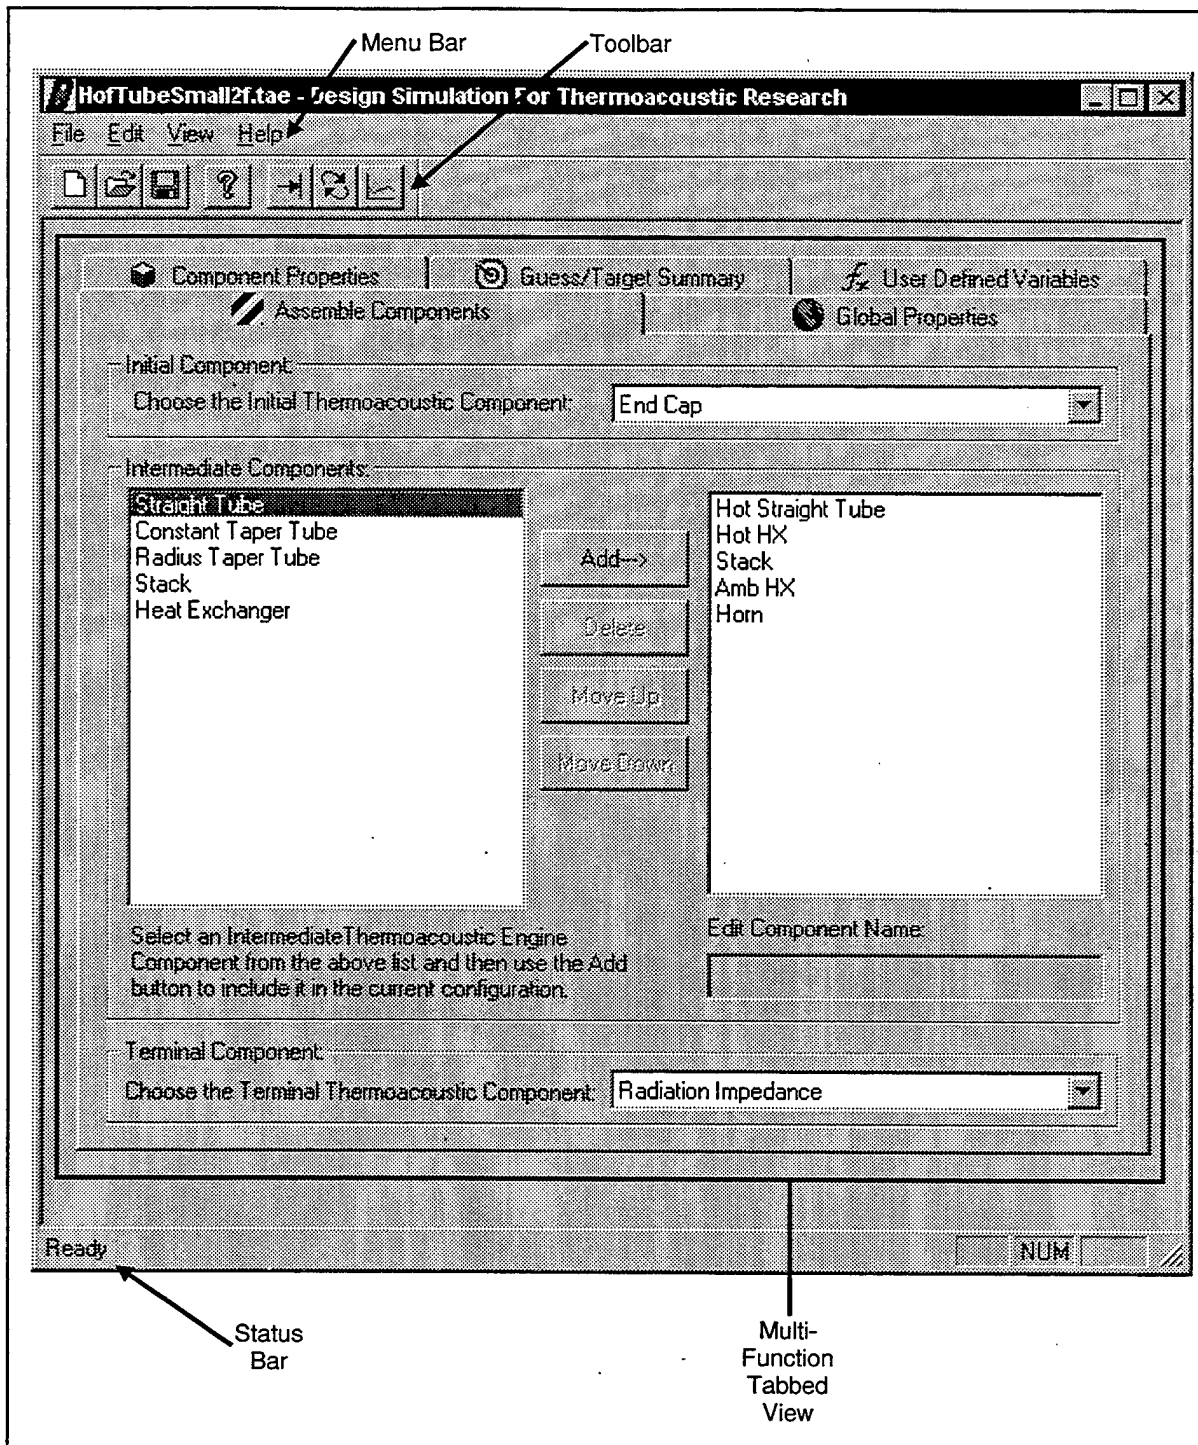 Menu Bar
Toolbar
HofTubeSmall2f.tae - Design Simulation For Thermoacoustic Research
File Edit View Help
Component Properties
Guess/Target Summary
User Defined Variables
Assemble Components
Global Properties
Initial Component:
Choose the Initial Thermoacoustic Component:
End Cap
Intermediate Components:
Straight Tube
Constant Taper Tube
Radius Taper Tube
Stack
Heat Exchanger
Add-->
Delete
Move Up
Move Down
Hot Straight Tube
Hot HX
Stack
Amb HX
Horn
Select an IntermediateThermoacoustic Engine
Component from the above list and then use the Add
button to include it in the current configuration.
Edit Component Name:
Terminal Component:
Choose the Terminal Thermoacoustic Component:
Radiation Impedance
Ready
NUM
Status
Bar
Multi-
Function
Tabbed
View